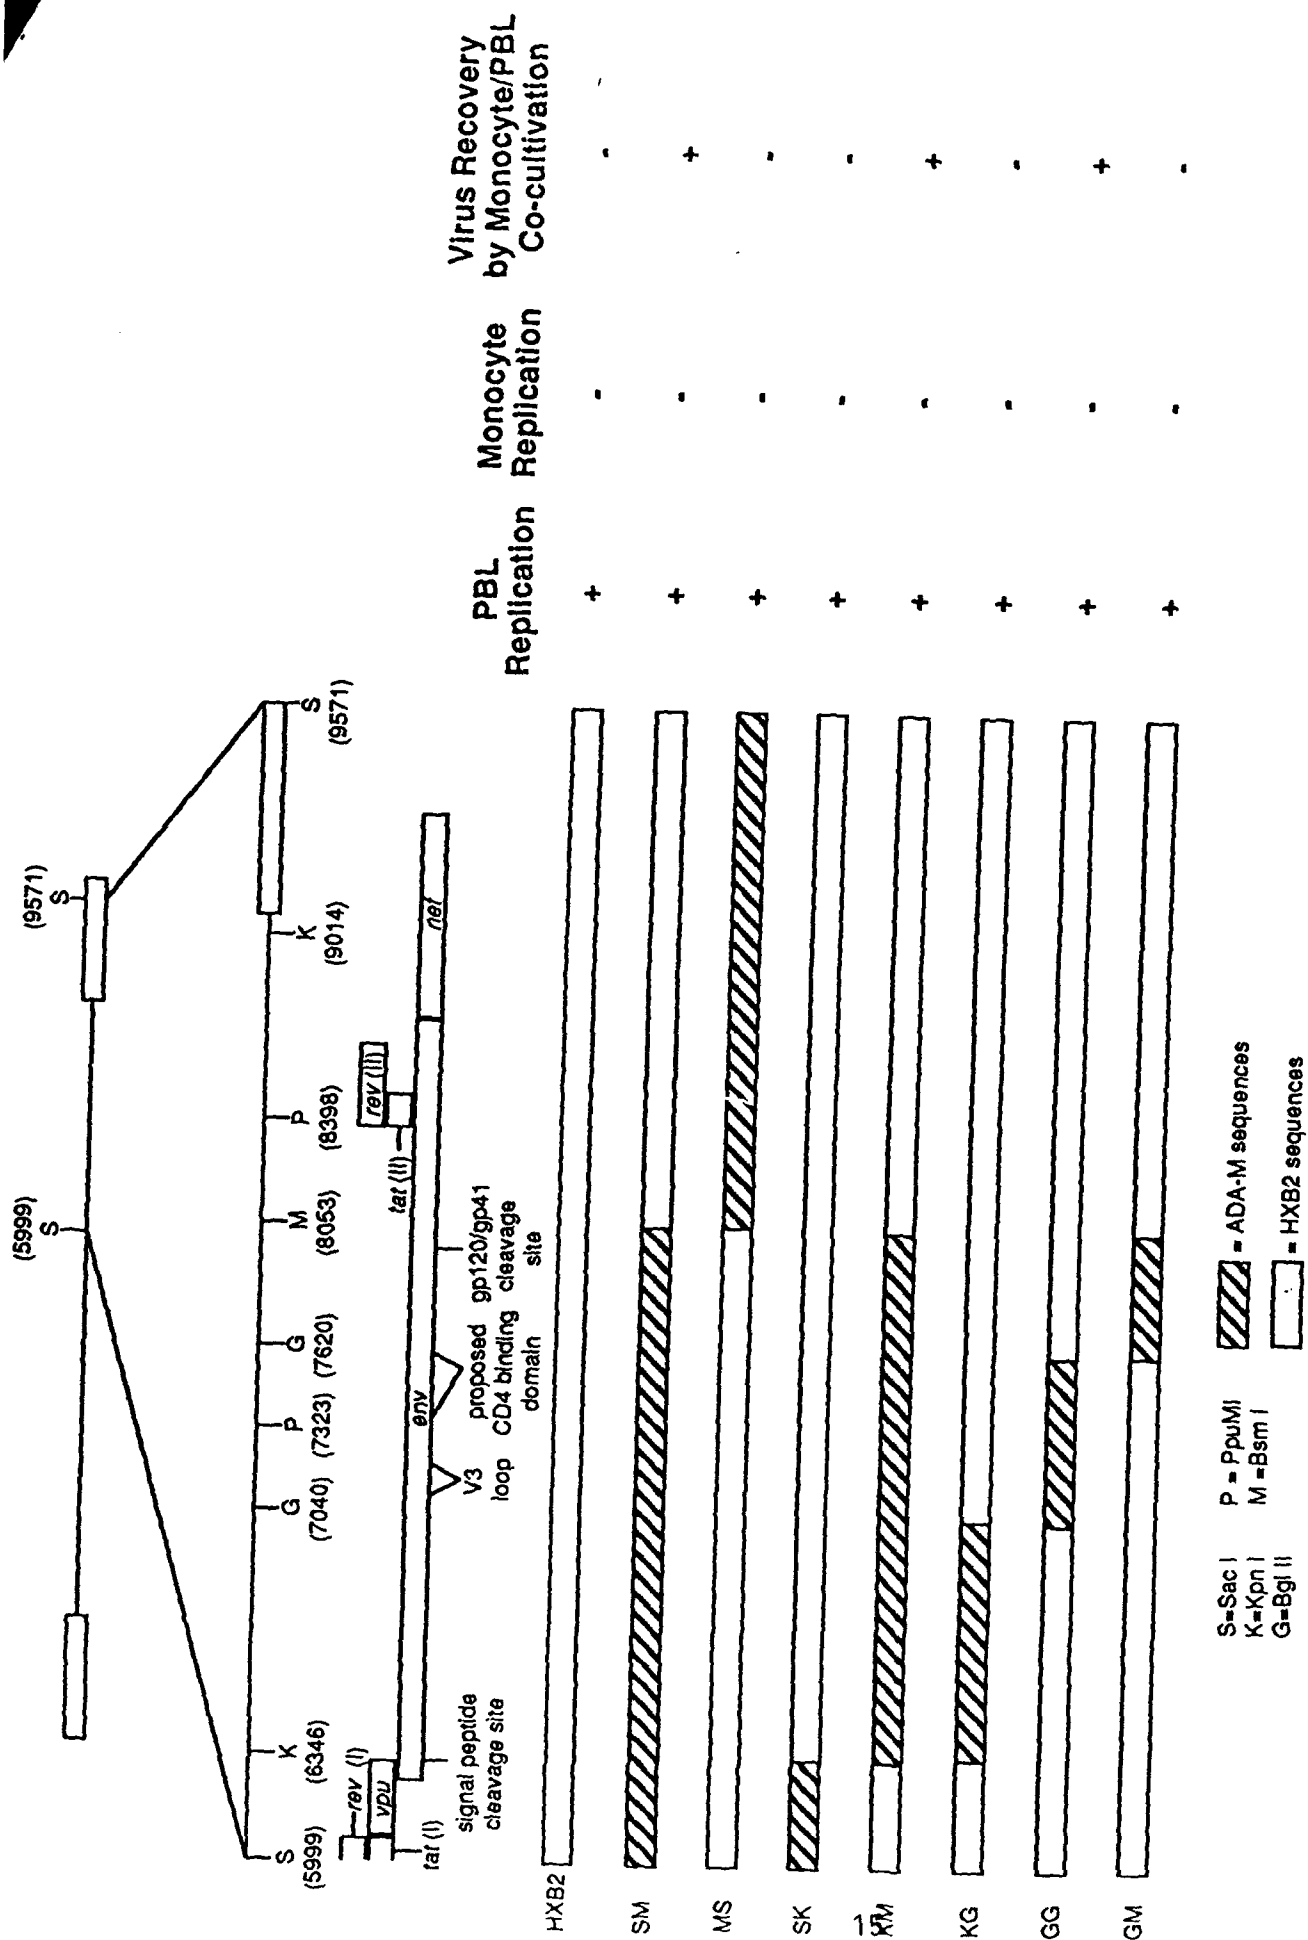 (5999)
S
(9571)
S
S
(5999)
K
(6346)
G
(7040)
P
(7323)
G
(7620)
M
(8053)
P
(8398)
K
(9014)
S
(9571)
rev (I)
vpu
tat (I)
rev (II)
tat (II)
env
nef
signal peptide
cleavage site
V3
loop
proposed
CD4 binding
domain
gp120/gp41
cleavage
site
PBL
Replication
Monocyte
Replication
Virus Recovery
by Monocyte/PBL
Co-cultivation
HXB2 + - -
SM + - +
MS + - -
SK + - -
KM + - +
KG + - -
GG + - +
GM + - -
S=Sac I
K=Kpn I
G=Bgl II
P = PpuMI
M =Bsm I
= ADA-M sequences
= HXB2 sequences